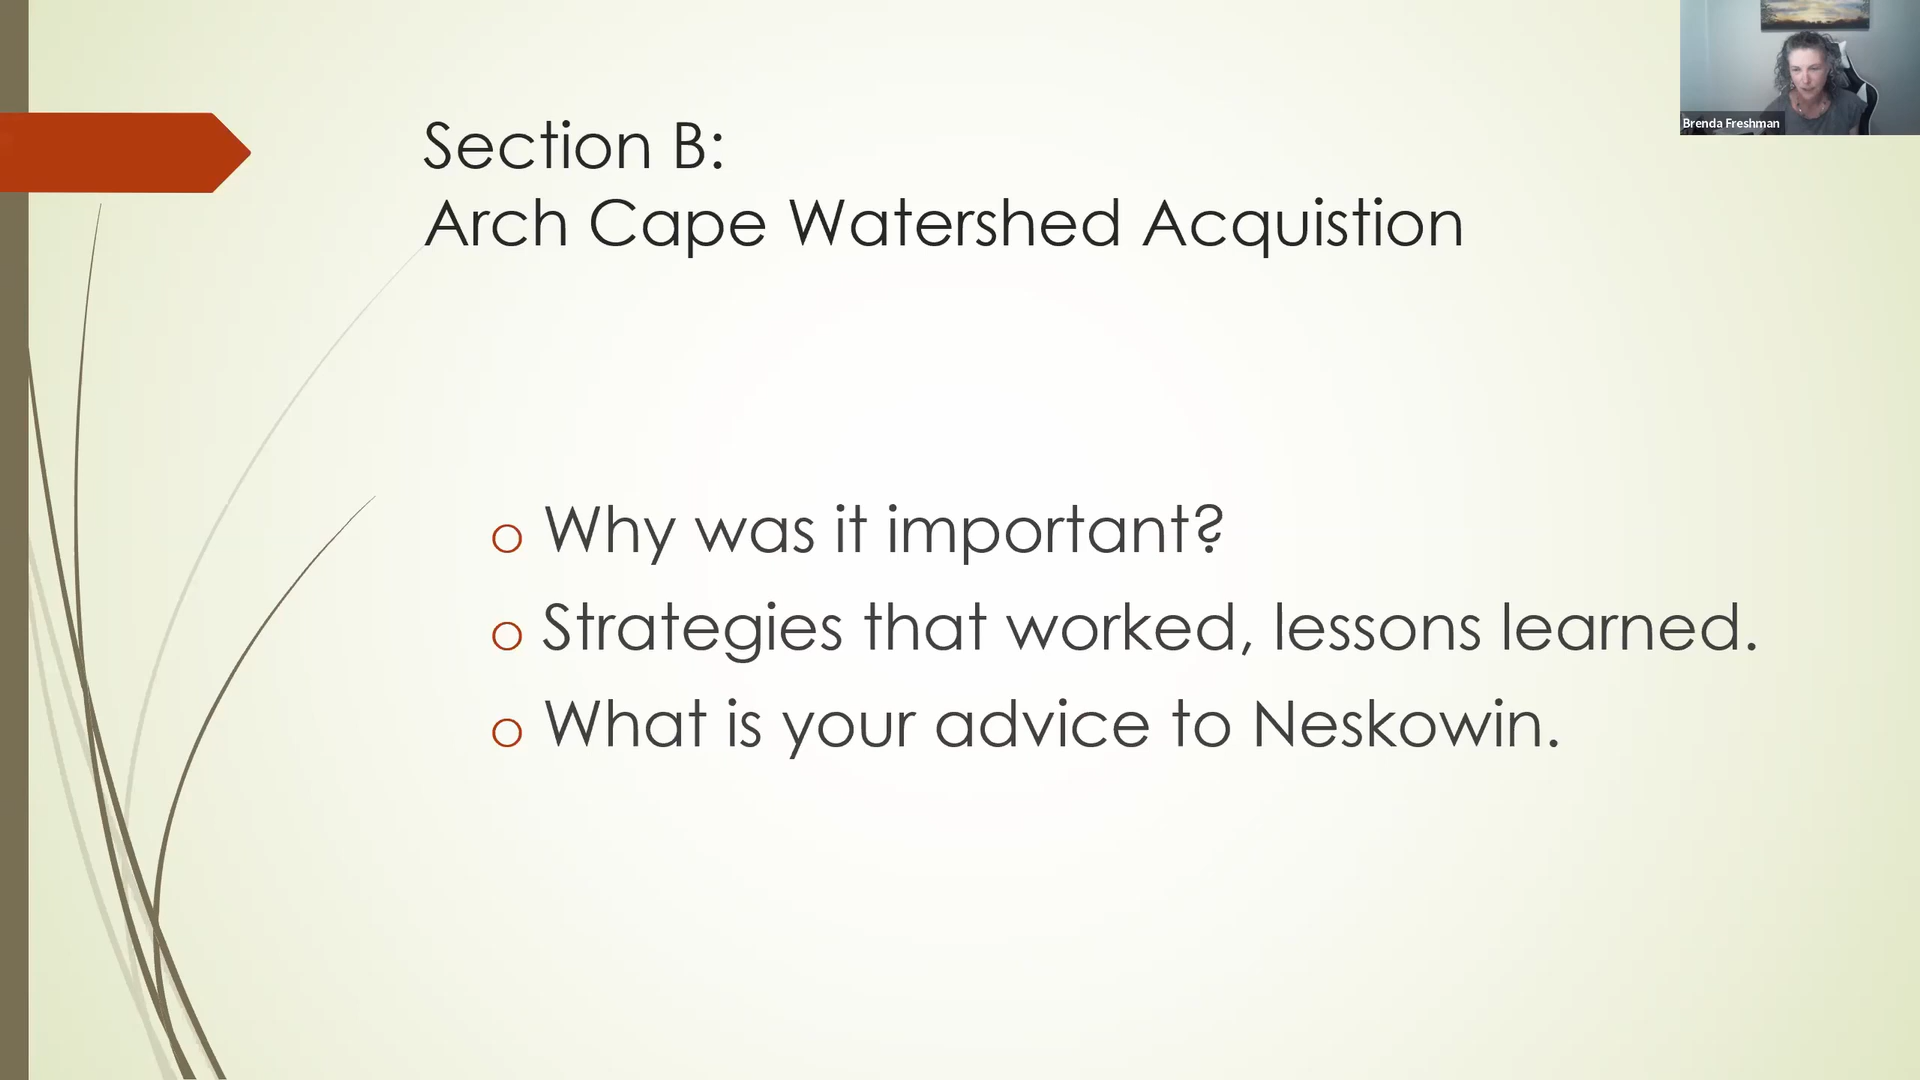 Section B:
Arch Cape Watershed Acquistion
Brenda Freshman
o Why was it important?
o Strategies that worked, lessons learned.
o What is your advice to Neskowin.